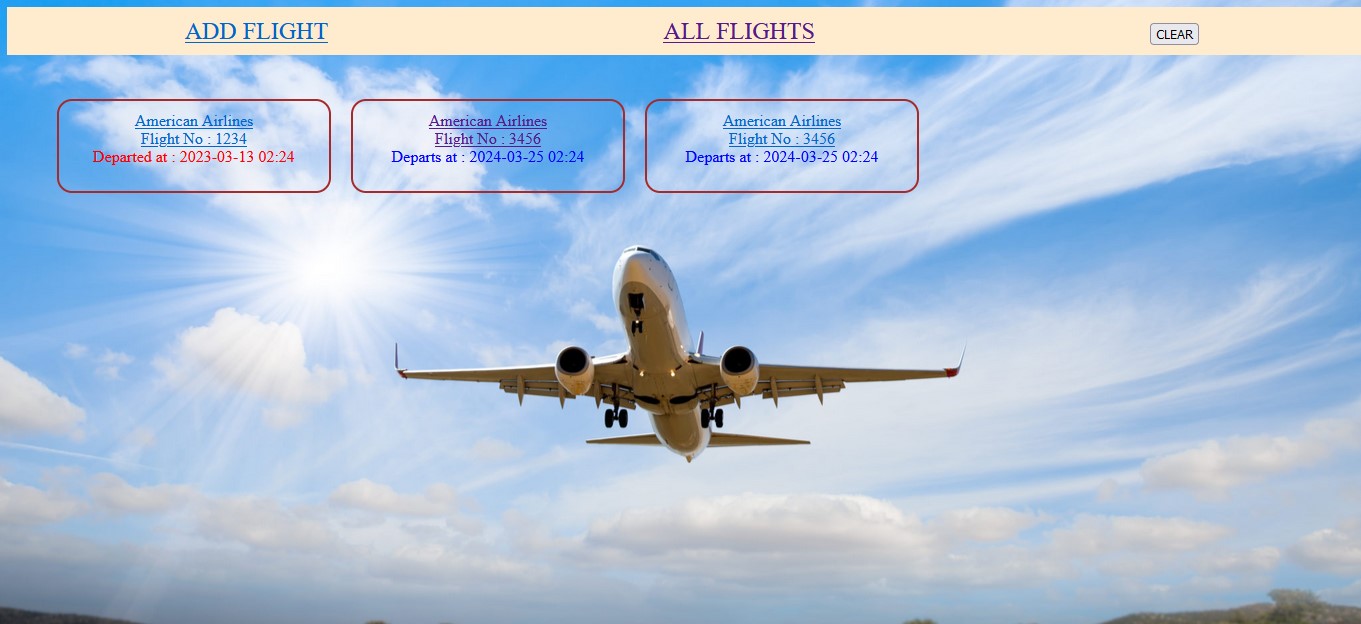 ADD FLIGHT
ALL FLIGHTS
CLEAR
American Airlines
Flight No : 1234
Departed at : 2023-03-13 02:24
American Airlines
Flight No : 3456
Departs at : 2024-03-25 02:24
American Airlines
Flight No : 3456
Departs at : 2024-03-25 02:24